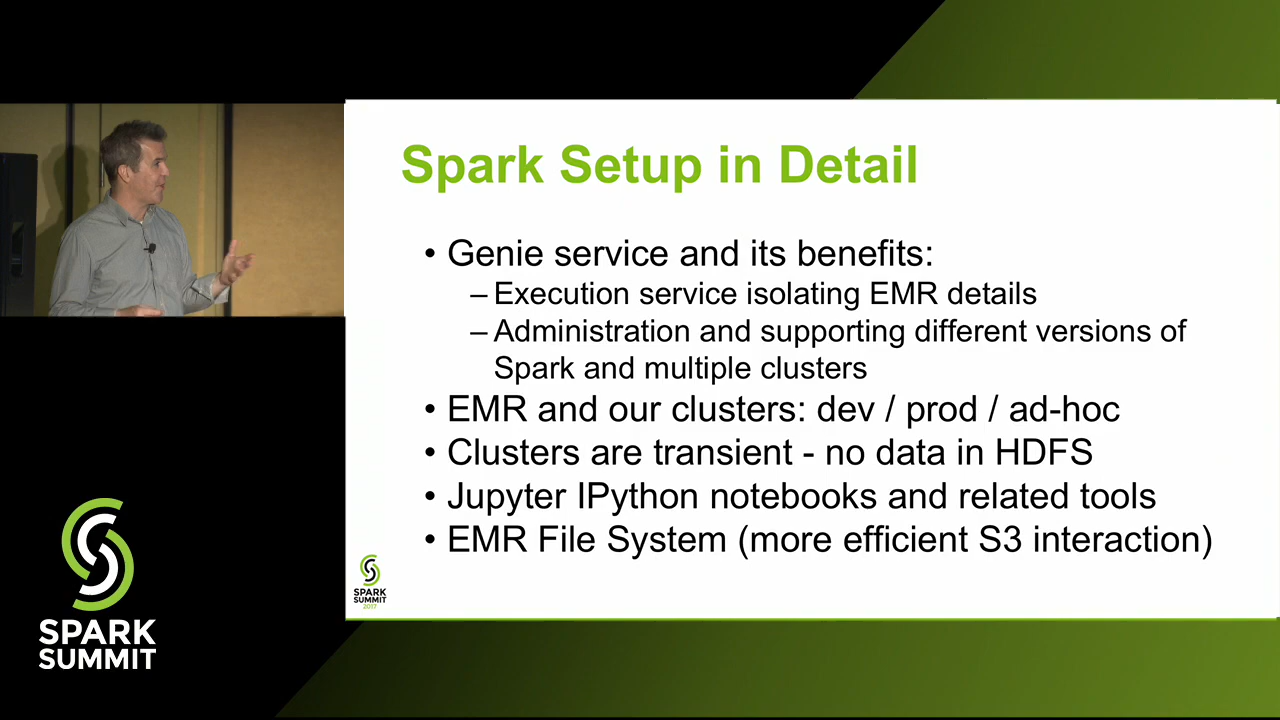 Spark Setup in Detail
• Genie service and its benefits:
– Execution service isolating EMR details
– Administration and supporting different versions of
Spark and multiple clusters
• EMR and our clusters: dev / prod / ad-hoc
• Clusters are transient - no data in HDFS
• Jupyter IPython notebooks and related tools
• EMR File System (more efficient S3 interaction)
SPARK
SUMMIT
2017
SPARK
SUMMIT